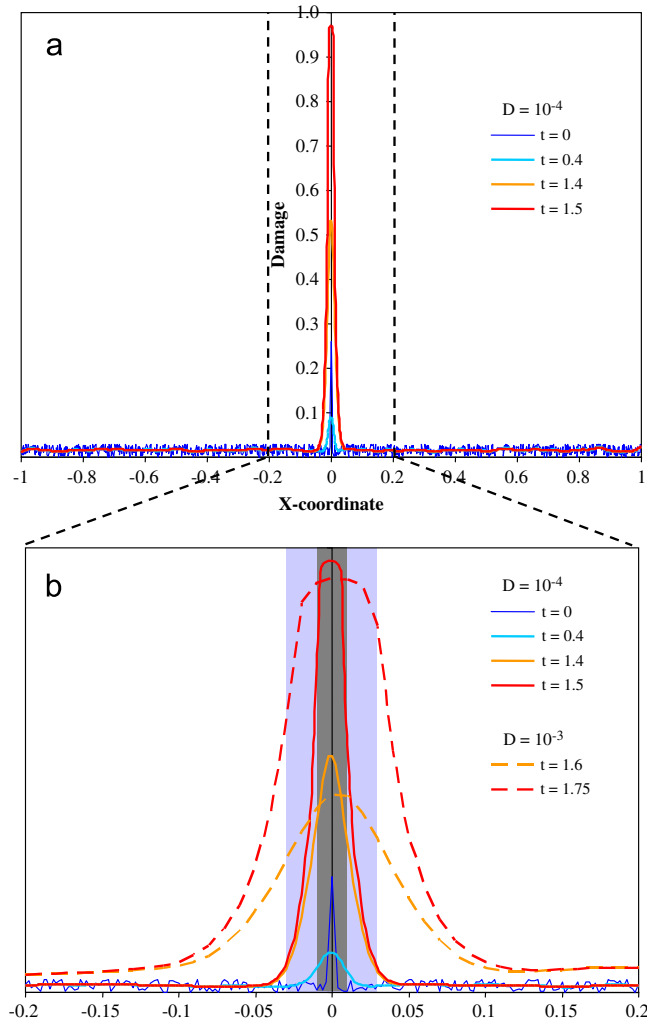 a
1.0
0.9
0.8
0.7
0.6
0.5
0.4
0.3
0.2
0.1
Damage
D = 10-4
t = 0
t = 0.4
t = 1.4
t = 1.5
-1 -0.8 -0.6 -0.4 -0.2 0 0.2 0.4 0.6 0.8 1
X-coordinate
b
D = 10-4
t = 0
t = 0.4
t = 1.4
t = 1.5
D = 10-3
t = 1.6
t = 1.75
-0.2 -0.15 -0.1 -0.05 0 0.05 0.1 0.15 0.2